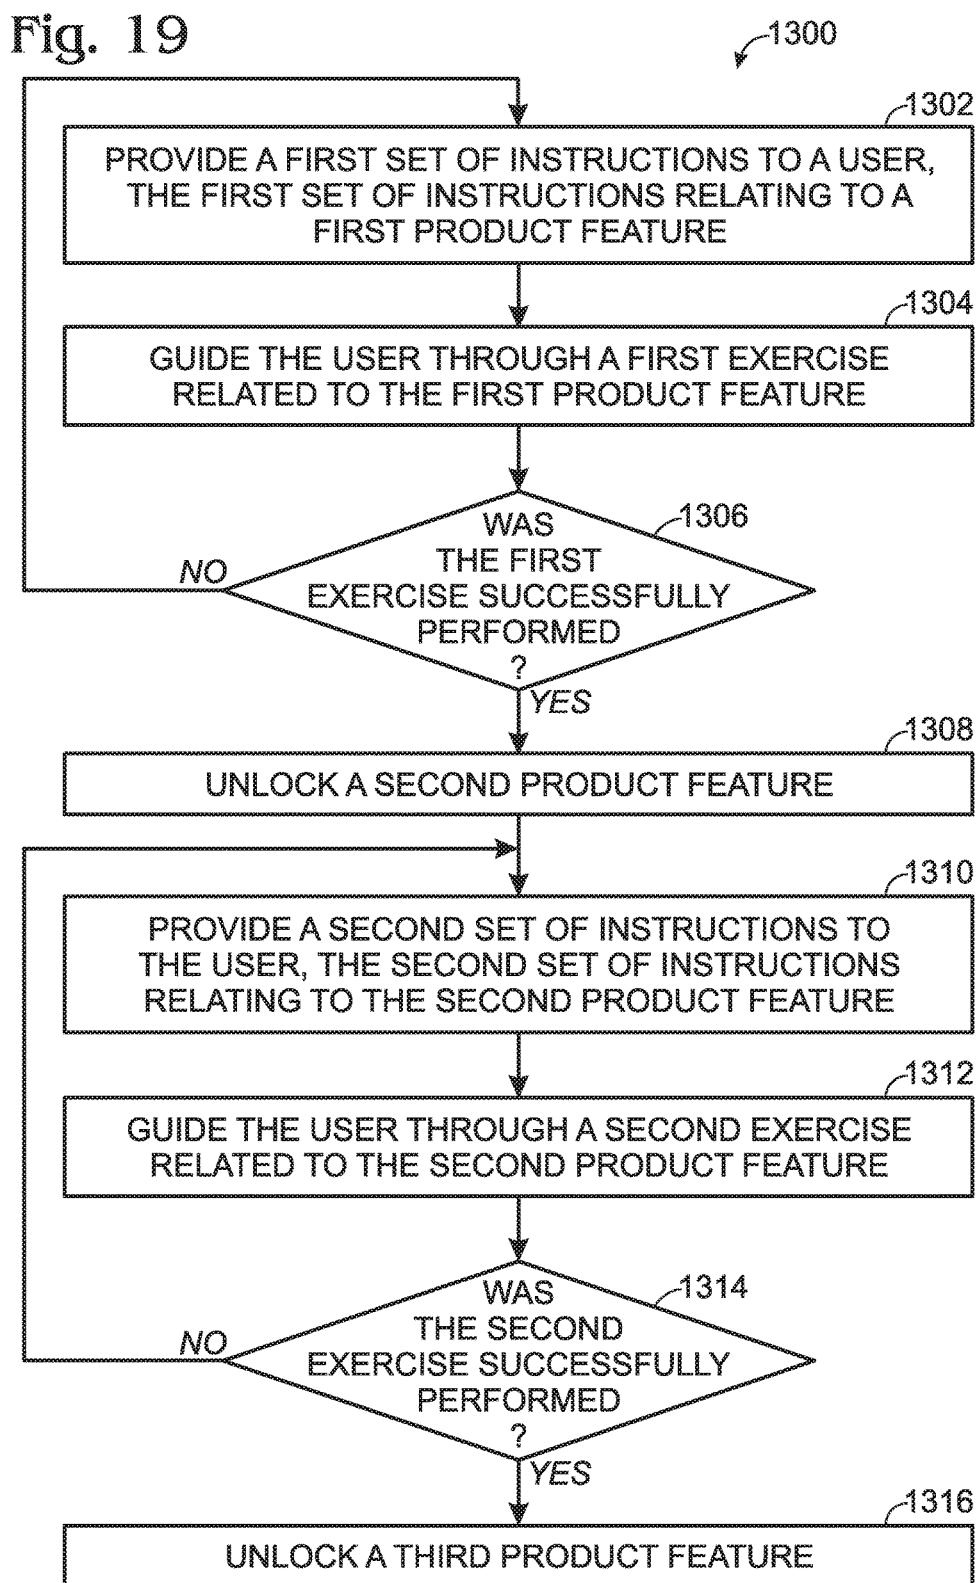 Fig. 19
1300
1302
PROVIDE A FIRST SET OF INSTRUCTIONS TO A USER,
THE FIRST SET OF INSTRUCTIONS RELATING TO A
FIRST PRODUCT FEATURE
1304
GUIDE THE USER THROUGH A FIRST EXERCISE
RELATED TO THE FIRST PRODUCT FEATURE
1306
WAS
THE FIRST
EXERCISE SUCCESSFULLY
PERFORMED
?
NO
YES
1308
UNLOCK A SECOND PRODUCT FEATURE
1310
PROVIDE A SECOND SET OF INSTRUCTIONS TO
THE USER, THE SECOND SET OF INSTRUCTIONS
RELATING TO THE SECOND PRODUCT FEATURE
1312
GUIDE THE USER THROUGH A SECOND EXERCISE
RELATED TO THE SECOND PRODUCT FEATURE
1314
WAS
THE SECOND
EXERCISE SUCCESSFULLY
PERFORMED
?
NO
YES
1316
UNLOCK A THIRD PRODUCT FEATURE